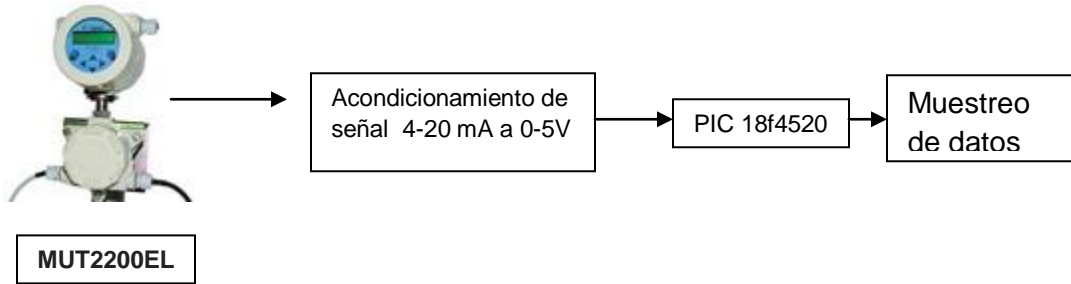 Acondicionamiento de
señal 4-20 mA a 0-5V
PIC 18f4520
Muestreo
de datos
MUT2200EL